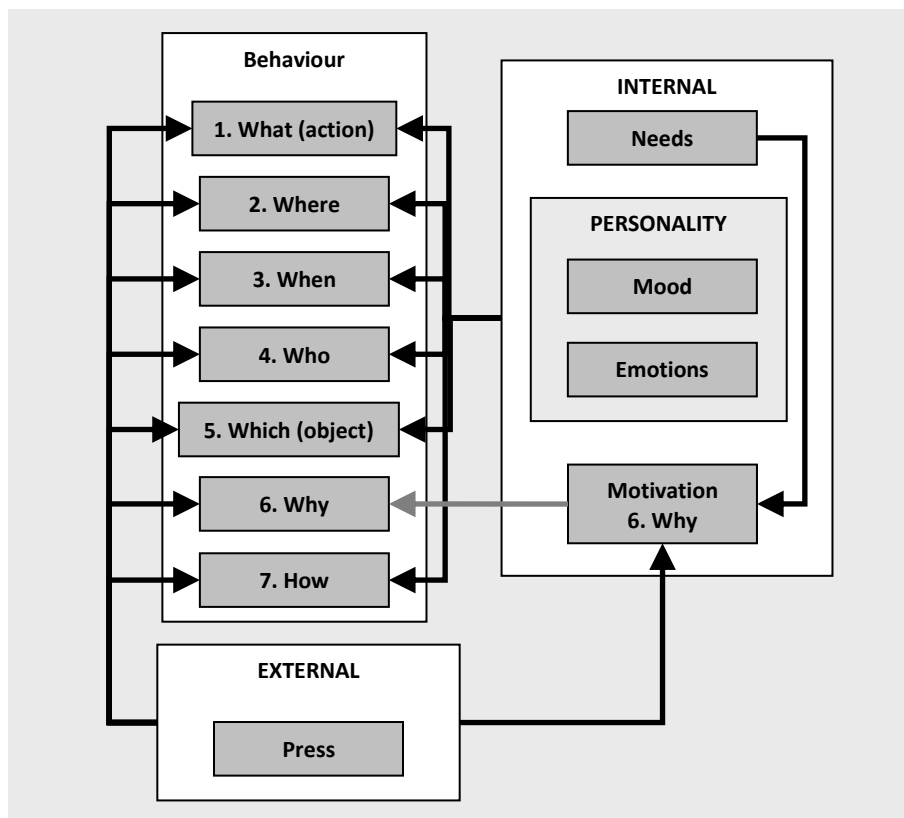 Behaviour
1. What (action)
2. Where
3. When
4. Who
5. Which (object)
6. Why
7. How
INTERNAL
Needs
PERSONALITY
Mood
Emotions
Motivation
6. Why
EXTERNAL
Press